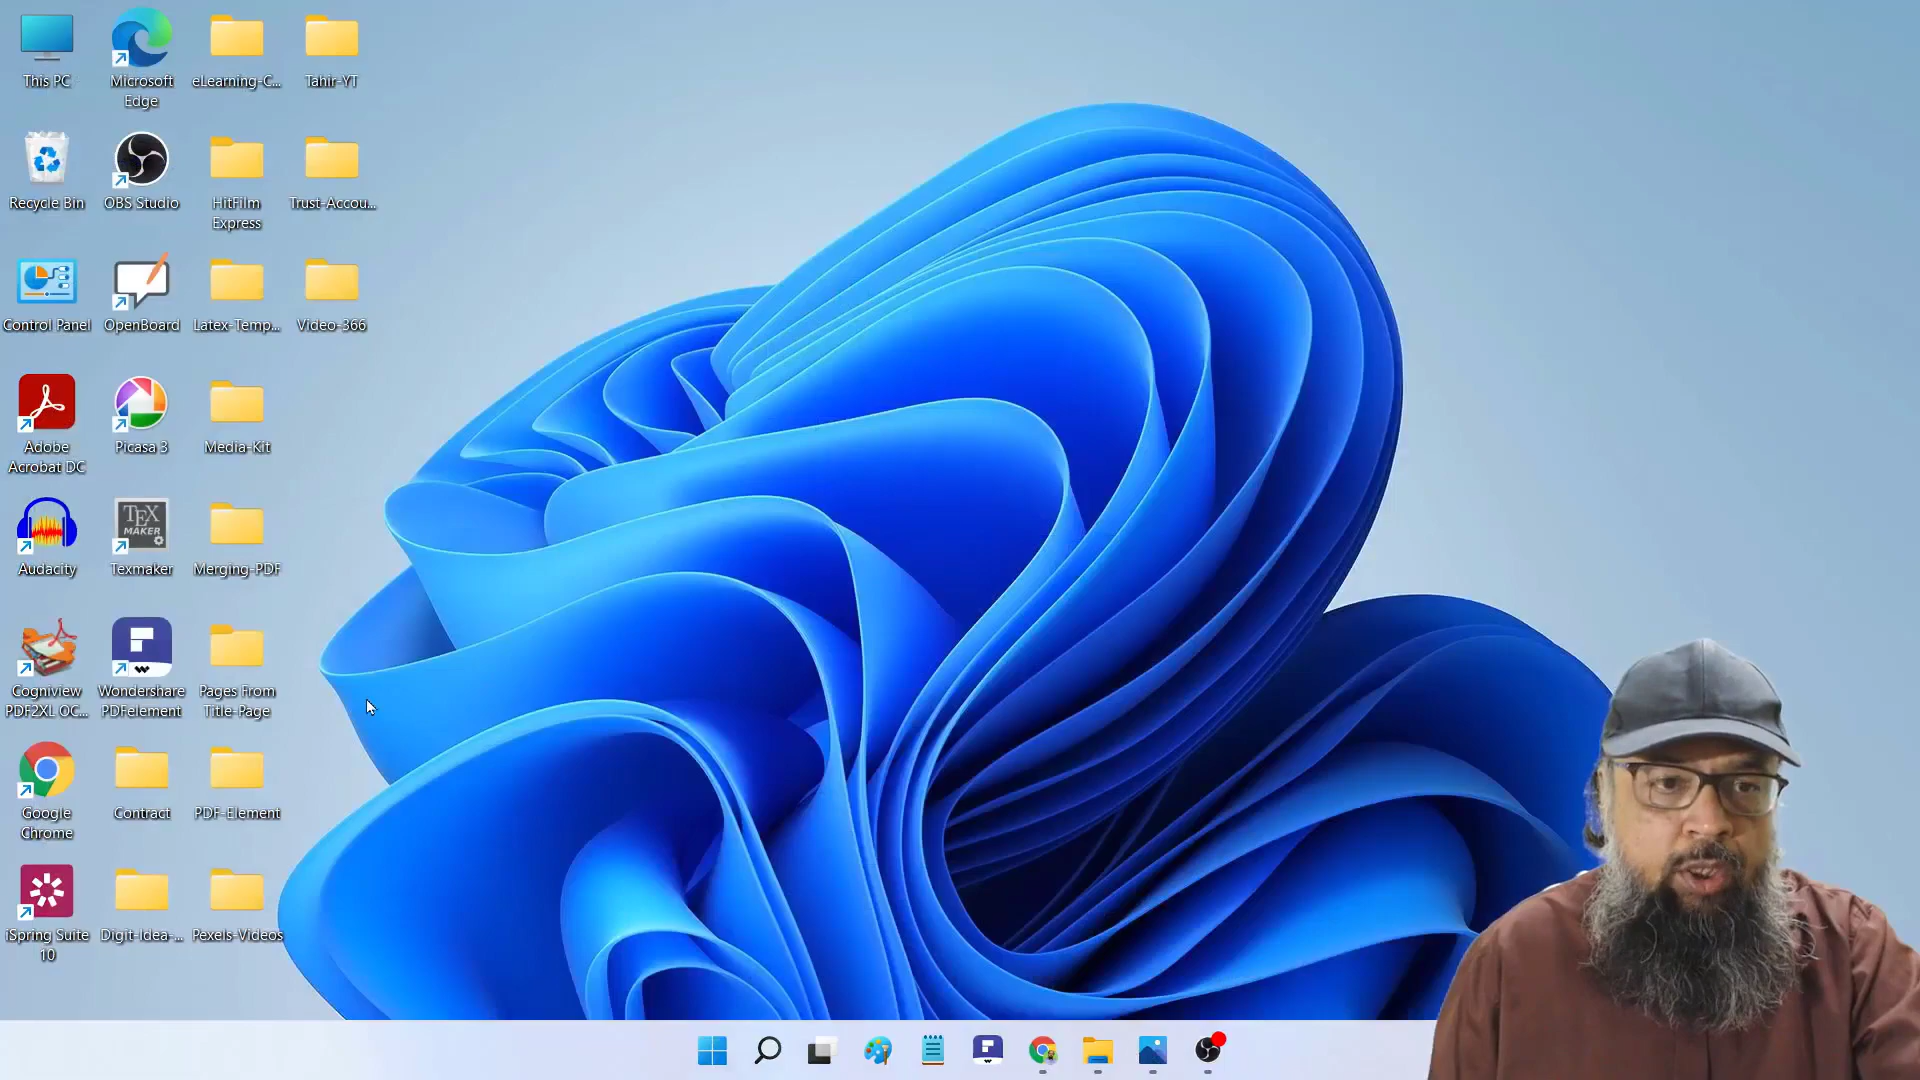 This PC
Microsoft
Edge
eLearning-C...
Tahir-YT
Recycle Bin
OBS Studio
HitFilm
Express
Trust-Accou...
Control Panel
OpenBoard
Latex-Temp...
Video-366
Adobe
Acrobat DC
Picasa 3
Media-Kit
TEX
MAKER
Audacity
Texmaker
Merging-PDF
Cogniview
PDF2XL OC...
Wondershare
PDFelement
Pages From
Title-Page
Google
Chrome
Contract
PDF-Element
iSpring Suite
10
Digit-Idea-...
Pexels-Videos